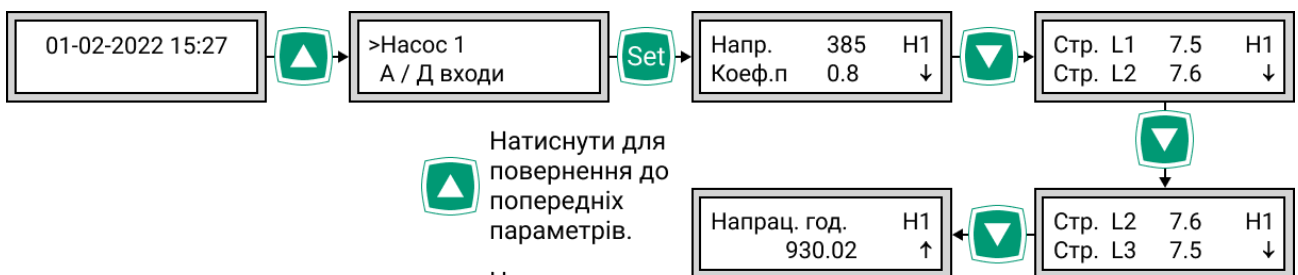 01-02-2022 15:27
>Насос 1
А / Д входи
Set
Напр. 385 Н1
Коеф.п 0.8 ↓
Стр. L1 7.5 Н1
Стр. L2 7.6 ↓
Натиснути для
повернення до
попередніх
параметрів.
Напрац. год. Н1
930.02 ↑
Стр. L2 7.6 Н1
Стр. L3 7.5 ↓